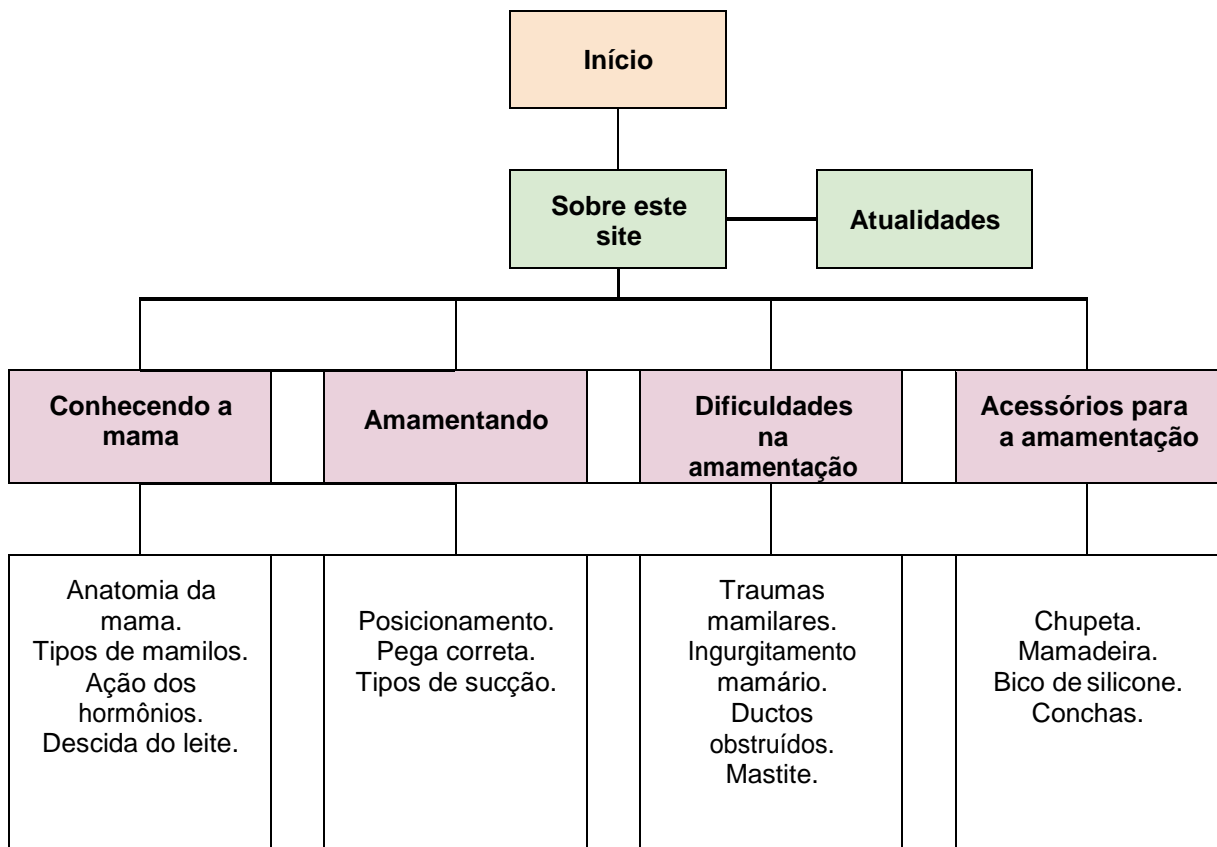 Início
Sobre este
site
Atualidades
Conhecendo a
mama
Amamentando
Dificuldades
na
amamentação
Acessórios para
a amamentação
Anatomia da
mama.
Tipos de mamilos.
Ação dos
hormônios.
Descida do leite.
Posicionamento.
Pega correta.
Tipos de sucção.
Traumas
mamilares.
Ingurgitamento
mamário.
Ductos
obstruídos.
Mastite.
Chupeta.
Mamadeira.
Bico de silicone.
Conchas.